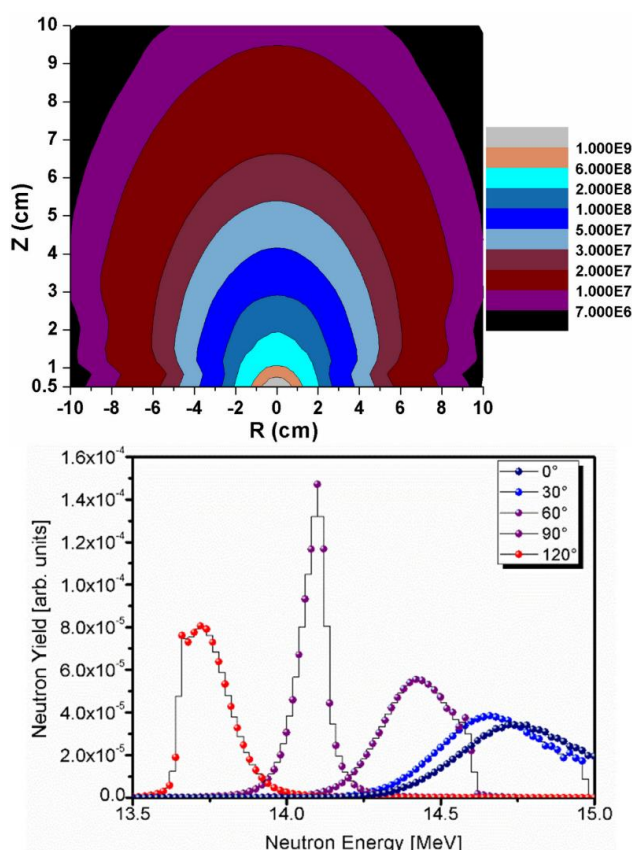 10
9
8
7
6
5
4
3
2
1
0.5
Z (cm)
-10 -8 -6 -4 -2 0 2 4 6 8 10
R (cm)
1.000E9
6.000E8
2.000E8
1.000E8
5.000E7
3.000E7
2.000E7
1.000E7
7.000E6
1.6x10⁻⁴
1.4x10⁻⁴
1.2x10⁻⁴
1.0x10⁻⁴
8.0x10⁻⁵
6.0x10⁻⁵
4.0x10⁻⁵
2.0x10⁻⁵
0.0
Neutron Yield [arb. units]
0°
30°
60°
90°
120°
13.5 14.0 14.5 15.0
Neutron Energy [MeV]